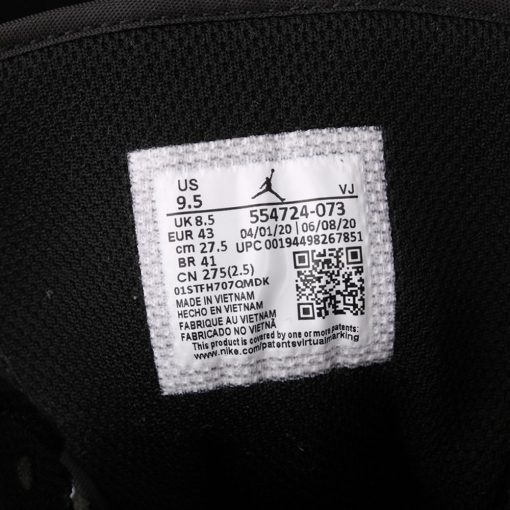 US
9.5
VJ
UK 8.5
554724-073
EUR 43
04/01/20 | 06/08/20
cm 27.5
UPC 00194498267851
BR 41
CN 275(2.5)
01STFH707QMDK
MADE IN VIETNAM
HECHO EN VIETNAM
FABRIQUE AU VIETNAM
FABRICADO NO VIETNÃ
This product is covered by one or more patents:
www.nike.com/patentsvirtualmarking